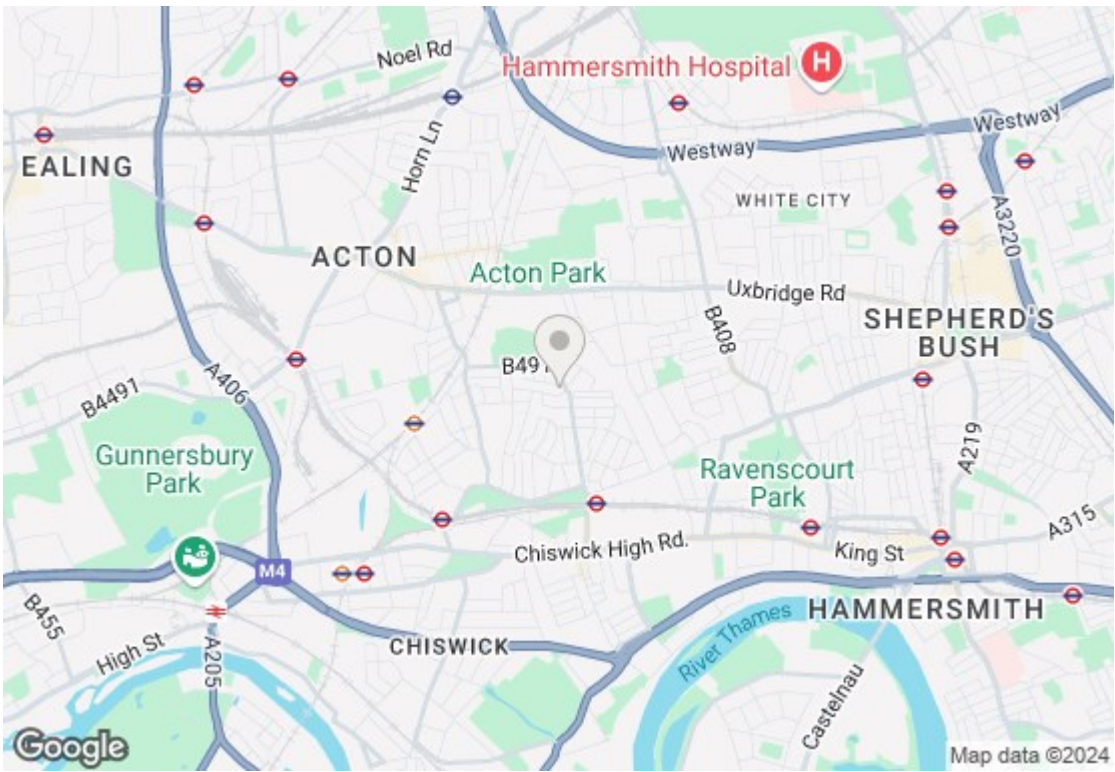 Noel Rd
Hammersmith Hospital
H
Westway
Westway
EALING
Horn Ln
WHITE CITY
A3220
ACTON
Acton Park
Uxbridge Rd
SHEPHERD'S
BUSH
B408
A406
B4491
Gunnersbury
Park
Ravenscourt
Park
A219
A315
Chiswick High Rd.
King St
M4
B455
High St
A205
CHISWICK
HAMMERSMITH
River Thames
Castelnau
Google
Map data ©2024